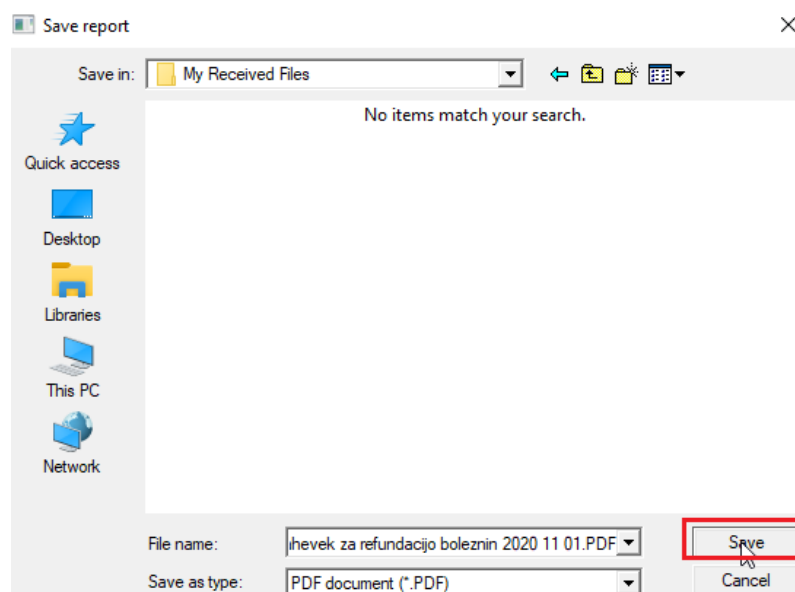 Save report
Save in: My Received Files
No items match your search.
Quick access
Desktop
Libraries
This PC
Network
File name: hevek za refundacijo boleznin 2020 11 01.PDF
Save
Save as type: PDF document (*.PDF)
Cancel